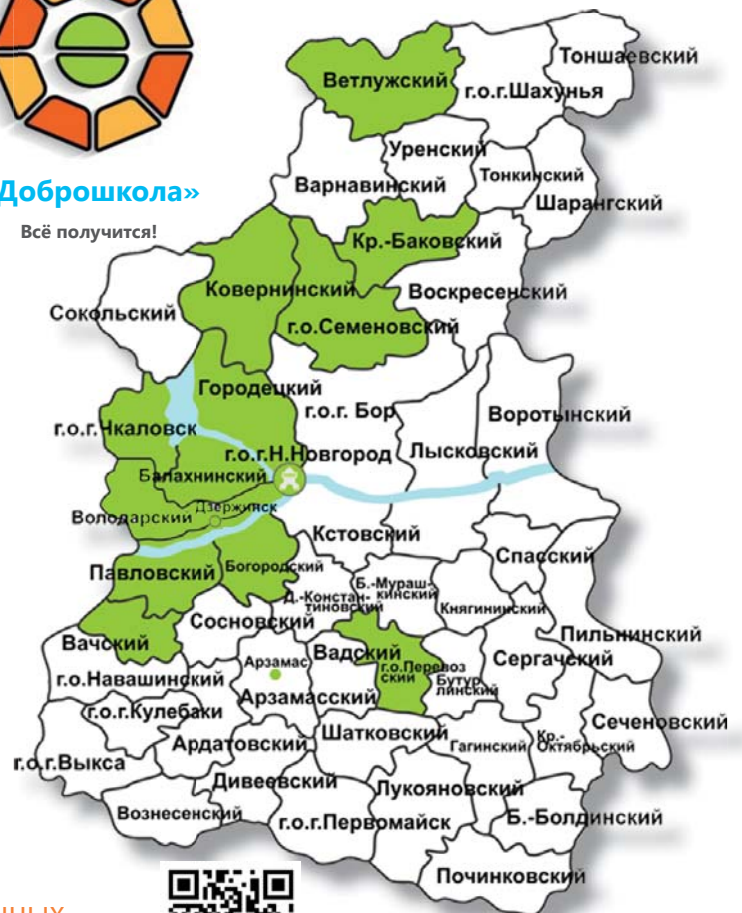 Тоншаевский
Ветлужский
г.о.г.Шахунья
Уренский
Тонкинский
Варнавинский
Шарангский
«Доброшкола»
Всё получится!
Кр.-Баковский
Ковернинский
Воскресенский
Сокольский
г.о.Семеновский
Городецкий
г.о.г. Бор
Воротынский
г.о.г.Чкаловск
г.о.г.Н.Новгород
Лысковский
Балахнинский
Дзержинск
Володарский
Кстовский
Спасский
Павловский
Богородский
Б.-Мураш-
кинский
Д.-Констан-
тиновский
Княгининский
Сосновский
Пильнинский
Вачский
Вадский
Сергачский
Арзамас
г.о.Перевоз
ский
Бутур
линский
г.о.Навашинский
Арзамасский
г.о.г.Кулебаки
Сеченовский
Шатковский
Ардатовский
Гагинский
Кр.-
Октябрьский
г.о.г.Выкса
Дивеевский
Лукояновский
Вознесенский
г.о.г.Первомайск
Б.-Болдинский
Починковский